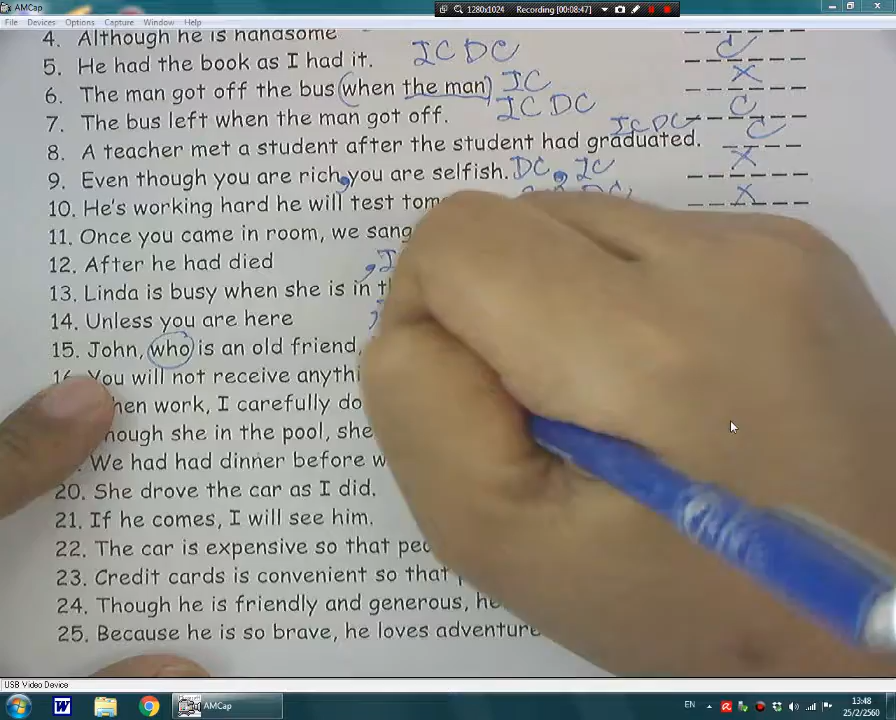 AMCap
1280x1024 Recording [00:08:47]
File Devices Options Capture Window Help
4. Although he is handsome C
5. He had the book as I had it. IC DC X
6. The man got off the bus (when the man) IC
7. The bus left when the man got off. IC DC C
8. A teacher met a student after the student had graduated. IC DC C
9. Even though you are rich, you are selfish. DC, IC X
10. He's working hard he will test DC X
11. Once you came in room, we sang
12. After he had died
13. Linda is busy when she is in
14. Unless you are here
15. John, who is an old friend,
You will not receive
work, I carefully do
she in the pool, she
We had had dinner before
20. She drove the car as I did.
21. If he comes, I will see him.
22. The car is expensive so that
23. Credit cards is convenient so that
24. Though he is friendly and generous,
25. Because he is so brave, he loves
USB Video Device
AMCap EN 13:48
25/2/2560